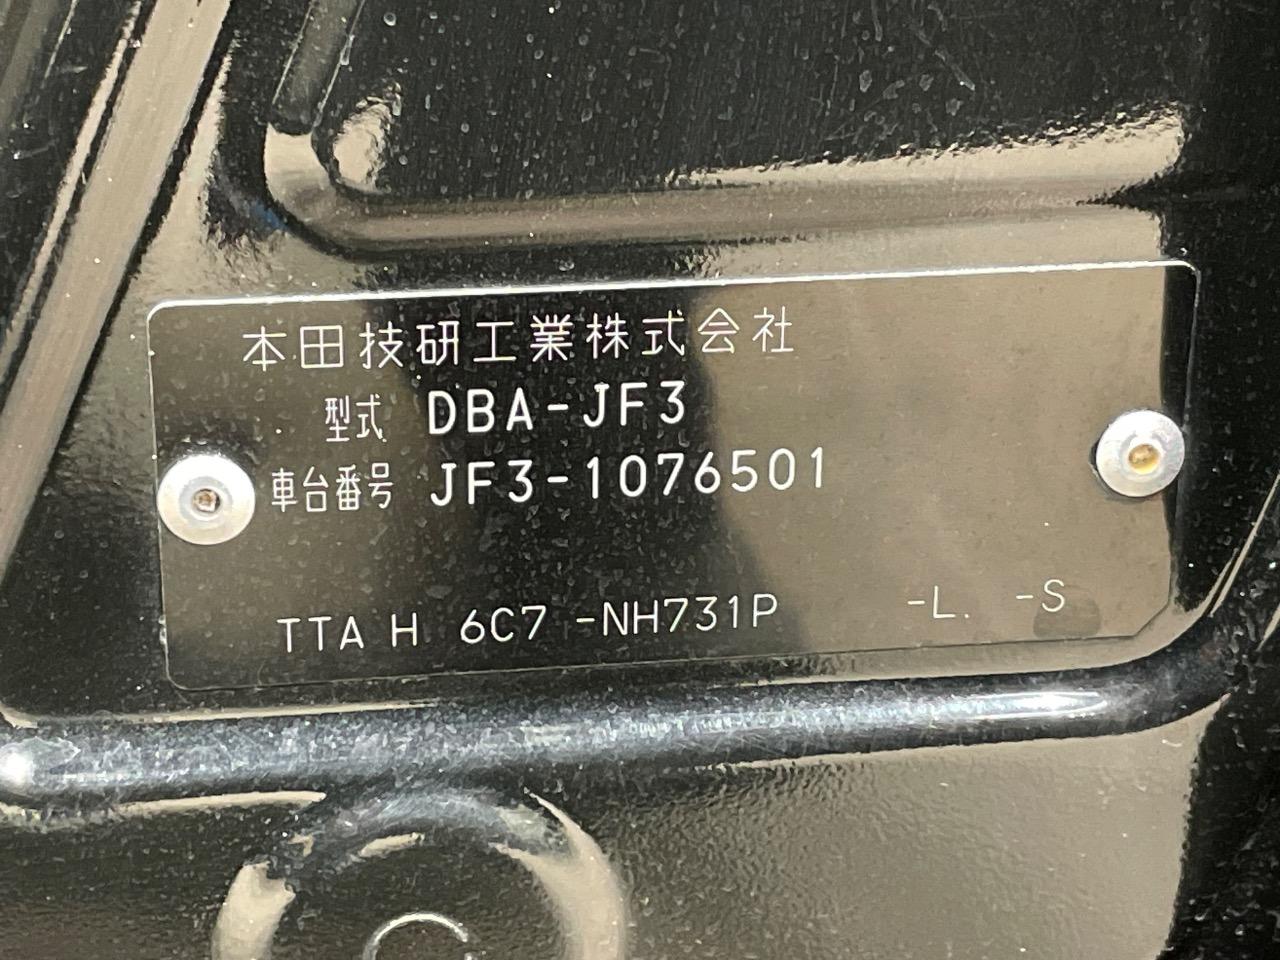 本田技研工業株式会社
型式 DBA-JF3
車台番号 JF3-1076501
TTA H 6C7 -NH731P -L. -S